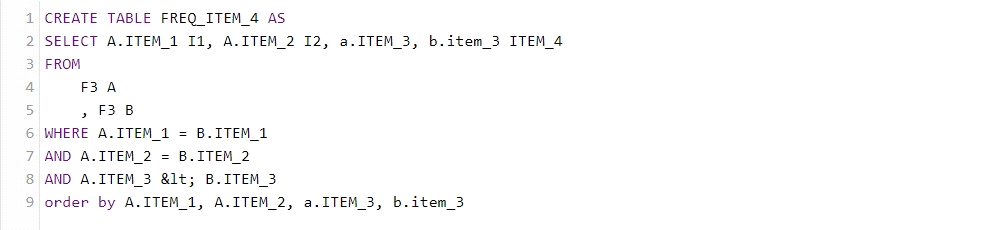 1 CREATE TABLE FREQ_ITEM_4 AS
2 SELECT A.ITEM_1 I1, A.ITEM_2 I2, a.ITEM_3, b.item_3 ITEM_4
3 FROM
4     F3 A
5     , F3 B
6 WHERE A.ITEM_1 = B.ITEM_1
7 AND A.ITEM_2 = B.ITEM_2
8 AND A.ITEM_3 &lt; B.ITEM_3
9 order by A.ITEM_1, A.ITEM_2, a.ITEM_3, b.item_3